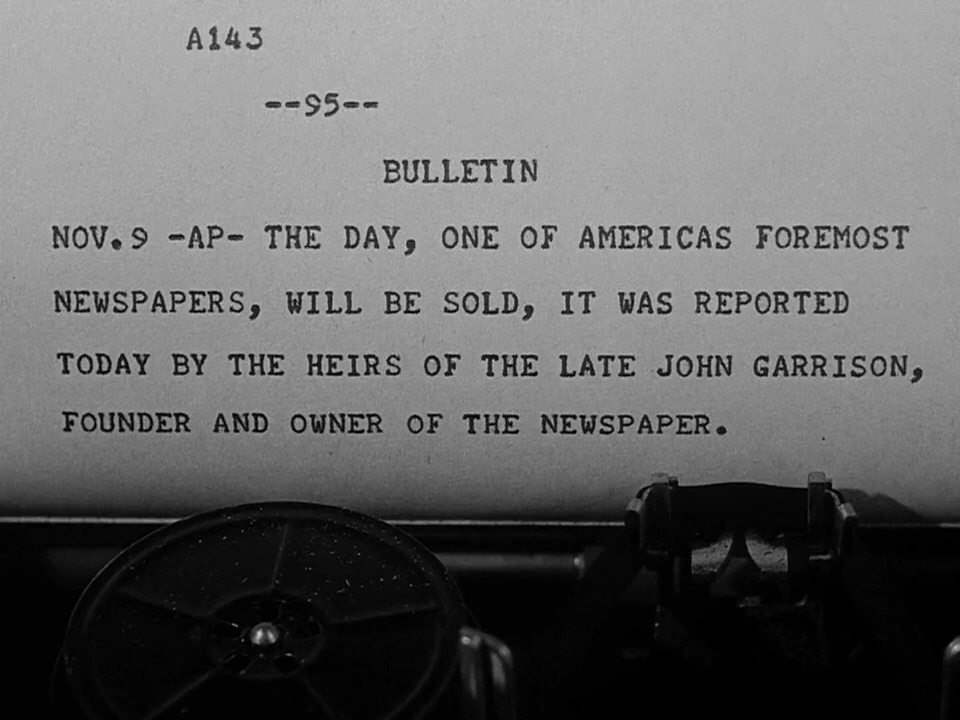 A143
--95--
BULLETIN
NOV.9 -AP- THE DAY, ONE OF AMERICAS FOREMOST
NEWSPAPERS, WILL BE SOLD, IT WAS REPORTED
TODAY BY THE HEIRS OF THE LATE JOHN GARRISON,
FOUNDER AND OWNER OF THE NEWSPAPER.